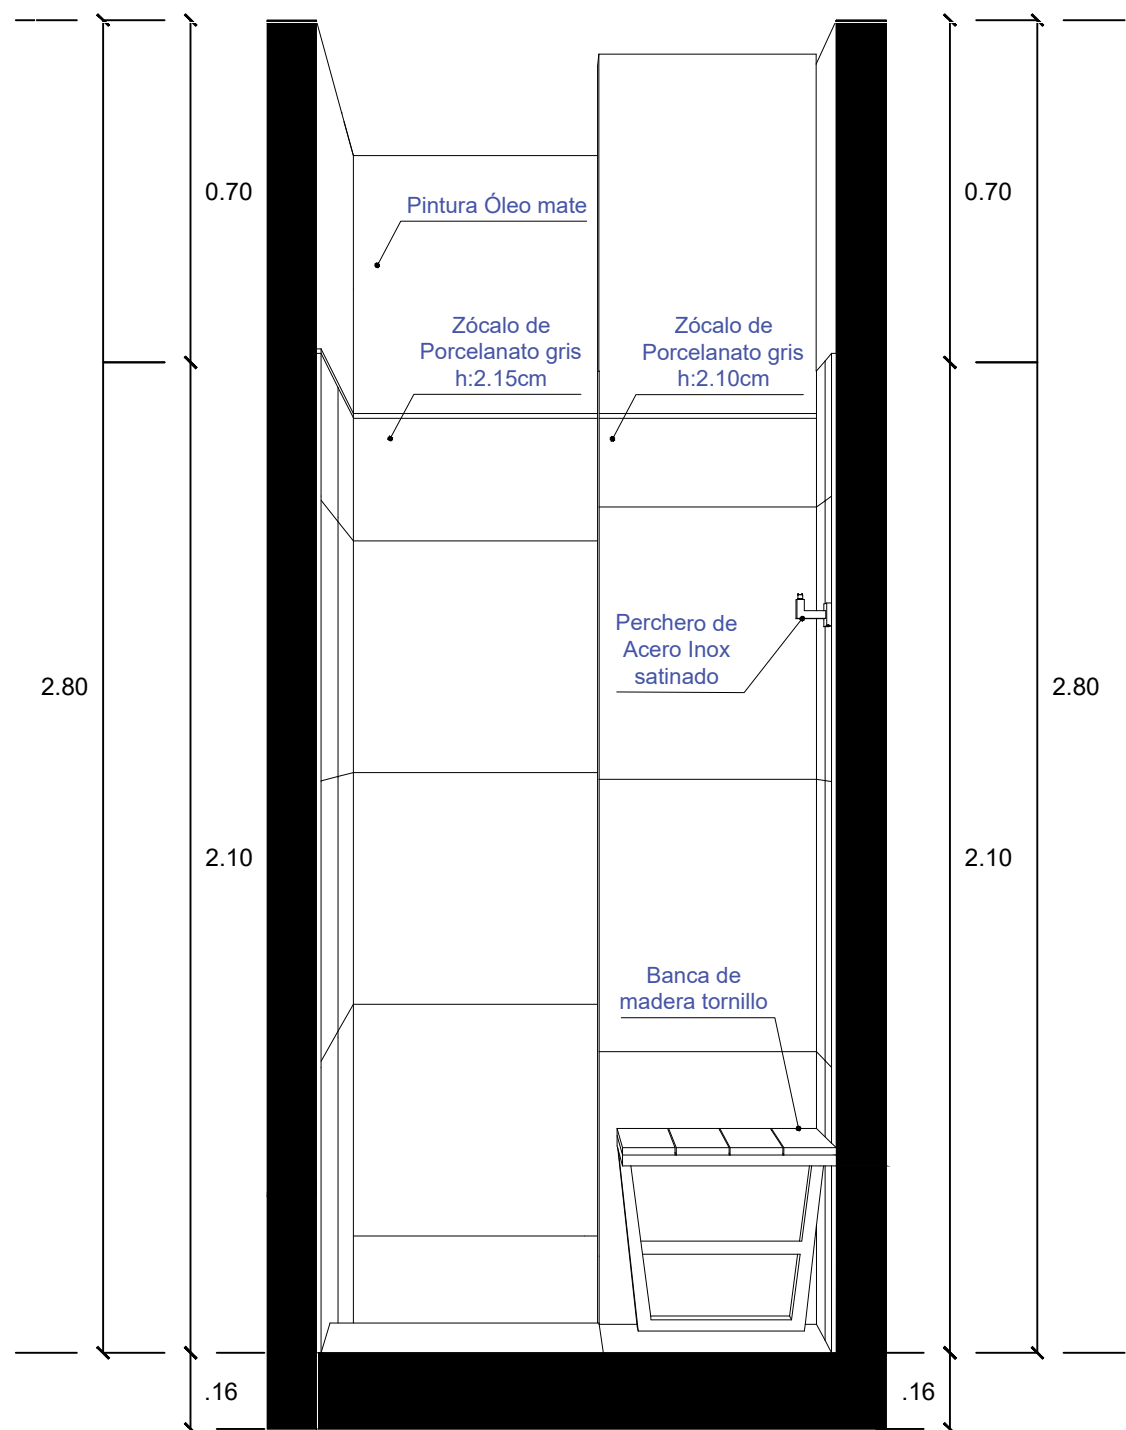 0.70
0.70
Pintura Óleo mate
Zócalo de
Porcelanato gris
h:2.15cm
Zócalo de
Porcelanato gris
h:2.10cm
Perchero de
Acero Inox
satinado
2.80
2.80
2.10
2.10
Banca de
madera tornillo
.16
.16